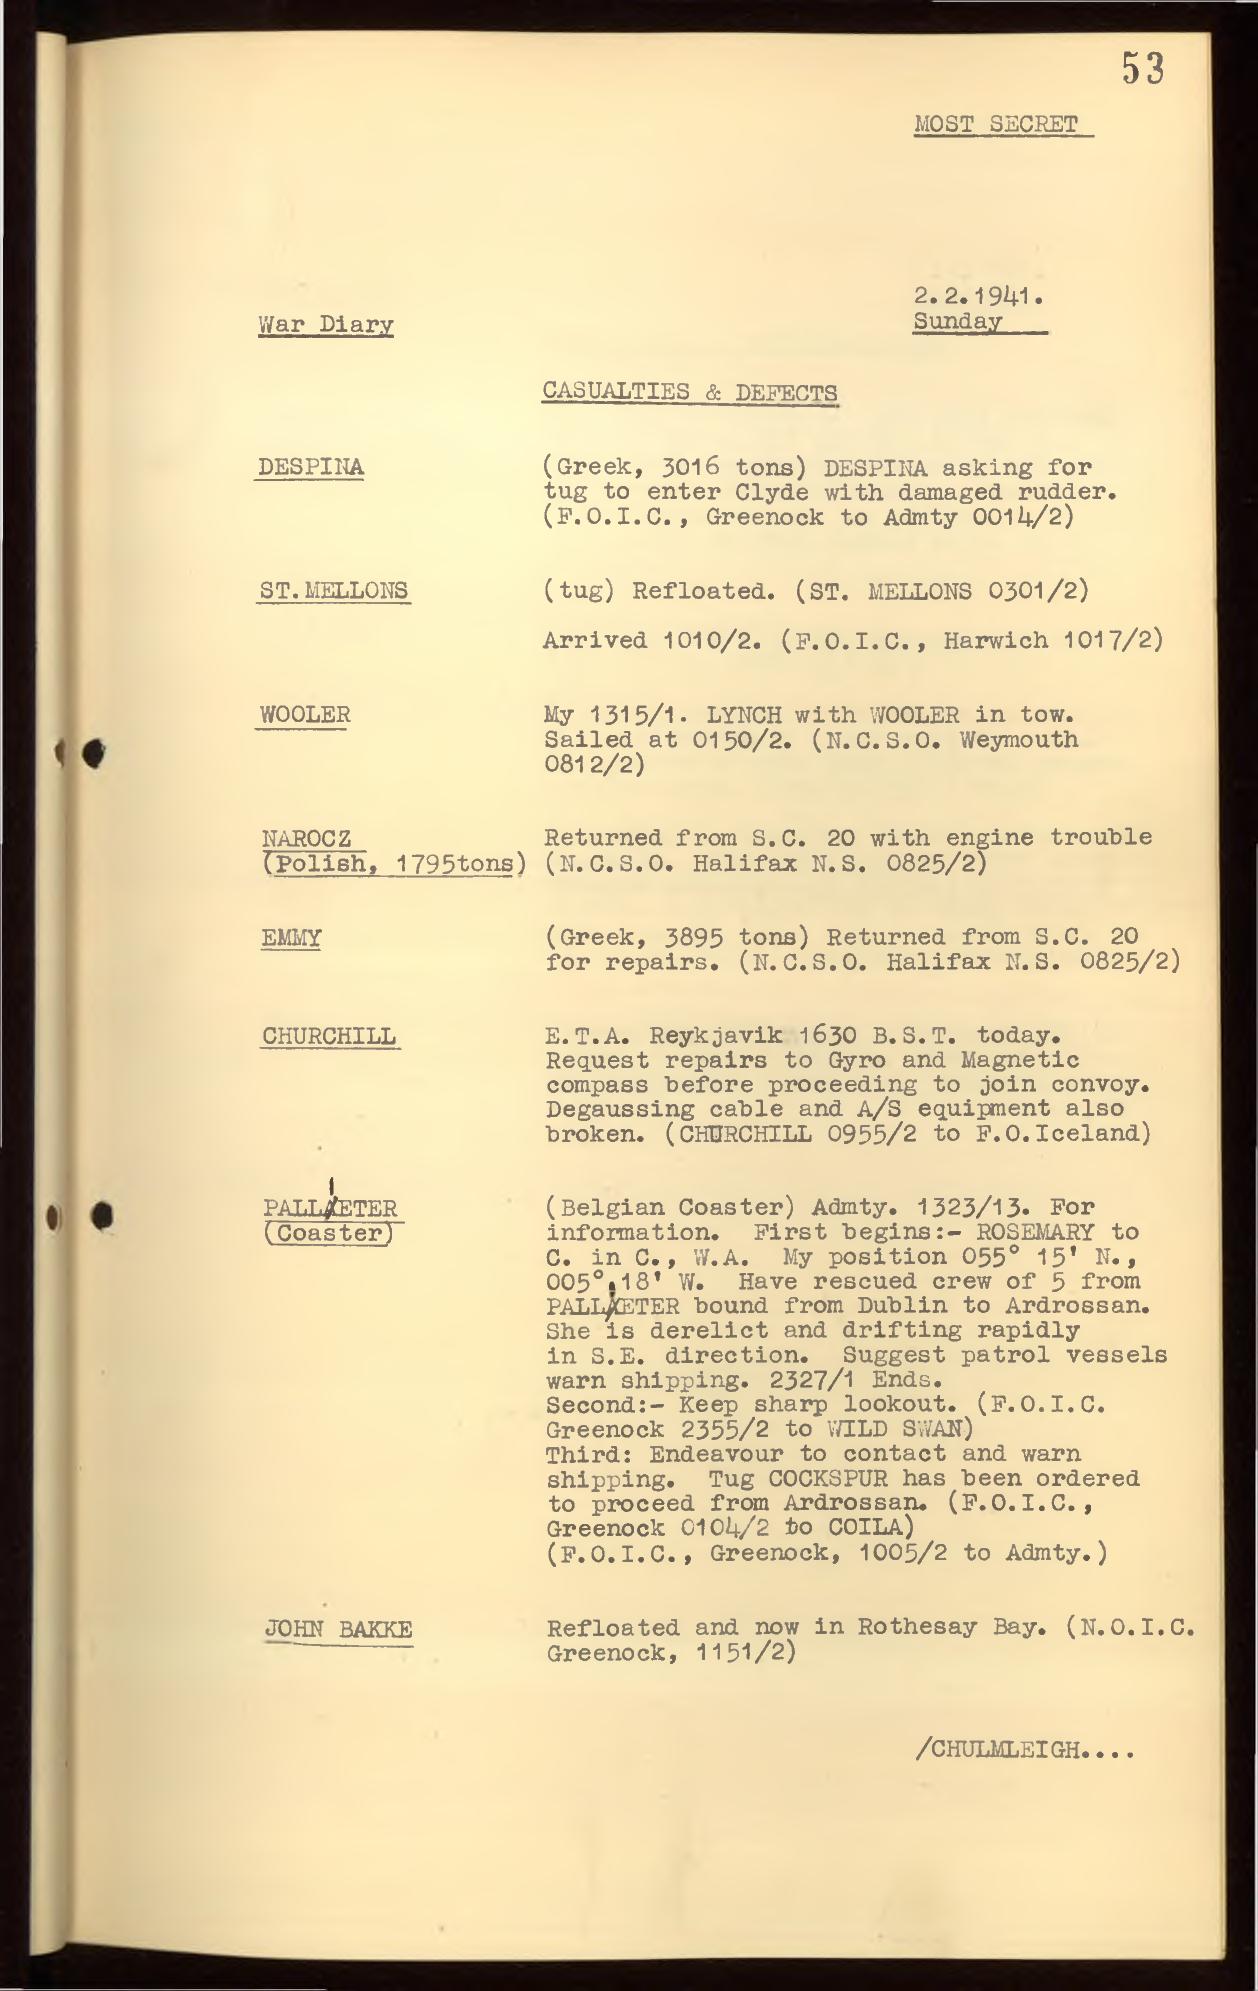 53
MOST SECRET
2.2.1941.
War Diary
Sunday
CASUALTIES & DEFECTS
DESPINA (Greek, 3016 tons) DESPINA asking for
tug to enter Clyde with damaged rudder.
(F.O.I.C., Greenock to Admty 0014/2)
ST.MELLONS (tug) Refloated. (ST. MELLONS 0301/2)
Arrived 1010/2. (F.O.I.C., Harwich 1017/2)
WOOLER My 1315/1. LYNCH with WOOLER in tow.
Sailed at 0150/2. (N.C.S.O. Weymouth
0812/2)
NAROCZ Returned from S.C. 20 with engine trouble
(Polish, 1795tons) (N.C.S.O. Halifax N.S. 0825/2)
EMMY (Greek, 3895 tons) Returned from S.C. 20
for repairs. (N.C.S.O. Halifax N.S. 0825/2)
CHURCHILL E.T.A. Reykjavik 1630 B.S.T. today.
Request repairs to Gyro and Magnetic
compass before proceeding to join convoy.
Degaussing cable and A/S equipment also
broken. (CHURCHILL 0955/2 to F.O.Iceland)
PALLIETER (Belgian Coaster) Admty. 1323/13. For
(Coaster) information. First begins:- ROSEMARY to
C. in C., W.A. My position 055° 15' N.,
005° 18' W. Have rescued crew of 5 from
PALLIETER bound from Dublin to Ardrossan.
She is derelict and drifting rapidly
in S.E. direction. Suggest patrol vessels
warn shipping. 2327/1 Ends.
Second:- Keep sharp lookout. (F.O.I.C.
Greenock 2355/2 to WILD SWAN)
Third: Endeavour to contact and warn
shipping. Tug COCKSPUR has been ordered
to proceed from Ardrossan. (F.O.I.C.,
Greenock 0104/2 to COILA)
(F.O.I.C., Greenock, 1005/2 to Admty.)
JOHN BAKKE Refloated and now in Rothesay Bay. (N.O.I.C.
Greenock, 1151/2)
/CHULMLEIGH....